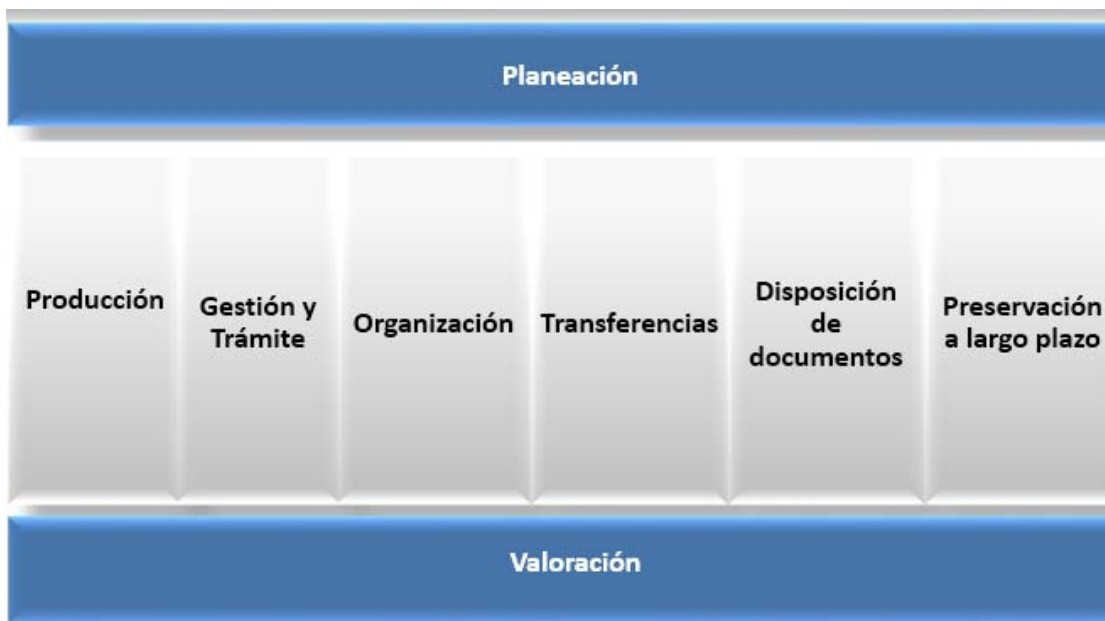 Planeación
Producción
Gestión y
Trámite
Organización
Transferencias
Disposición
de
documentos
Preservación
a largo plazo
Valoración